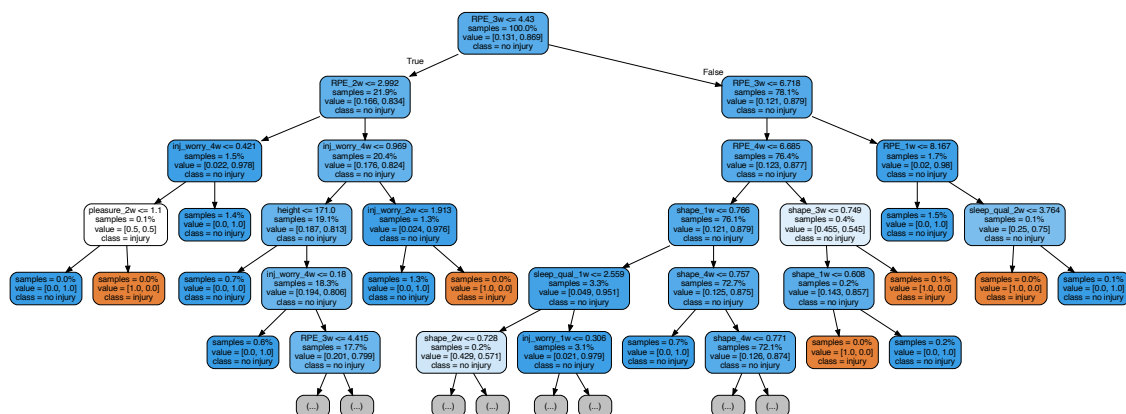 RPE_3w <= 4.43
samples = 100.0%
value = [0.131, 0.869]
class = no injury
True
False
RPE_2w <= 2.992
samples = 21.9%
value = [0.166, 0.834]
class = no injury
RPE_3w <= 6.718
samples = 78.1%
value = [0.121, 0.879]
class = no injury
inj_worry_4w <= 0.421
samples = 1.5%
value = [0.022, 0.978]
class = no injury
inj_worry_4w <= 0.969
samples = 20.4%
value = [0.176, 0.824]
class = no injury
RPE_4w <= 6.685
samples = 76.4%
value = [0.123, 0.877]
class = no injury
RPE_1w <= 8.167
samples = 1.7%
value = [0.02, 0.98]
class = no injury
pleasure_2w <= 1.1
samples = 0.1%
value = [0.5, 0.5]
class = injury
samples = 1.4%
value = [0.0, 1.0]
class = no injury
height <= 171.0
samples = 19.1%
value = [0.187, 0.813]
class = no injury
inj_worry_2w <= 1.913
samples = 1.3%
value = [0.024, 0.976]
class = no injury
shape_1w <= 0.766
samples = 76.1%
value = [0.121, 0.879]
class = no injury
shape_3w <= 0.749
samples = 0.4%
value = [0.455, 0.545]
class = no injury
samples = 1.5%
value = [0.0, 1.0]
class = no injury
sleep_qual_2w <= 3.764
samples = 0.1%
value = [0.25, 0.75]
class = no injury
samples = 0.0%
value = [0.0, 1.0]
class = no injury
samples = 0.0%
value = [1.0, 0.0]
class = injury
samples = 0.7%
value = [0.0, 1.0]
class = no injury
inj_worry_4w <= 0.18
samples = 18.3%
value = [0.194, 0.806]
class = no injury
samples = 1.3%
value = [0.0, 1.0]
class = no injury
samples = 0.0%
value = [1.0, 0.0]
class = injury
sleep_qual_1w <= 2.559
samples = 3.3%
value = [0.049, 0.951]
class = no injury
shape_4w <= 0.757
samples = 72.7%
value = [0.125, 0.875]
class = no injury
shape_1w <= 0.608
samples = 0.2%
value = [0.143, 0.857]
class = no injury
samples = 0.1%
value = [1.0, 0.0]
class = injury
samples = 0.0%
value = [1.0, 0.0]
class = injury
samples = 0.1%
value = [0.0, 1.0]
class = no injury
samples = 0.6%
value = [0.0, 1.0]
class = no injury
RPE_3w <= 4.415
samples = 17.7%
value = [0.201, 0.799]
class = no injury
shape_2w <= 0.728
samples = 0.2%
value = [0.429, 0.571]
class = no injury
inj_worry_1w <= 0.306
samples = 3.1%
value = [0.021, 0.979]
class = no injury
samples = 0.7%
value = [0.0, 1.0]
class = no injury
shape_4w <= 0.771
samples = 72.1%
value = [0.126, 0.874]
class = no injury
samples = 0.0%
value = [1.0, 0.0]
class = injury
samples = 0.2%
value = [0.0, 1.0]
class = no injury
(...)
(...)
(...)
(...)
(...)
(...)
(...)
(...)